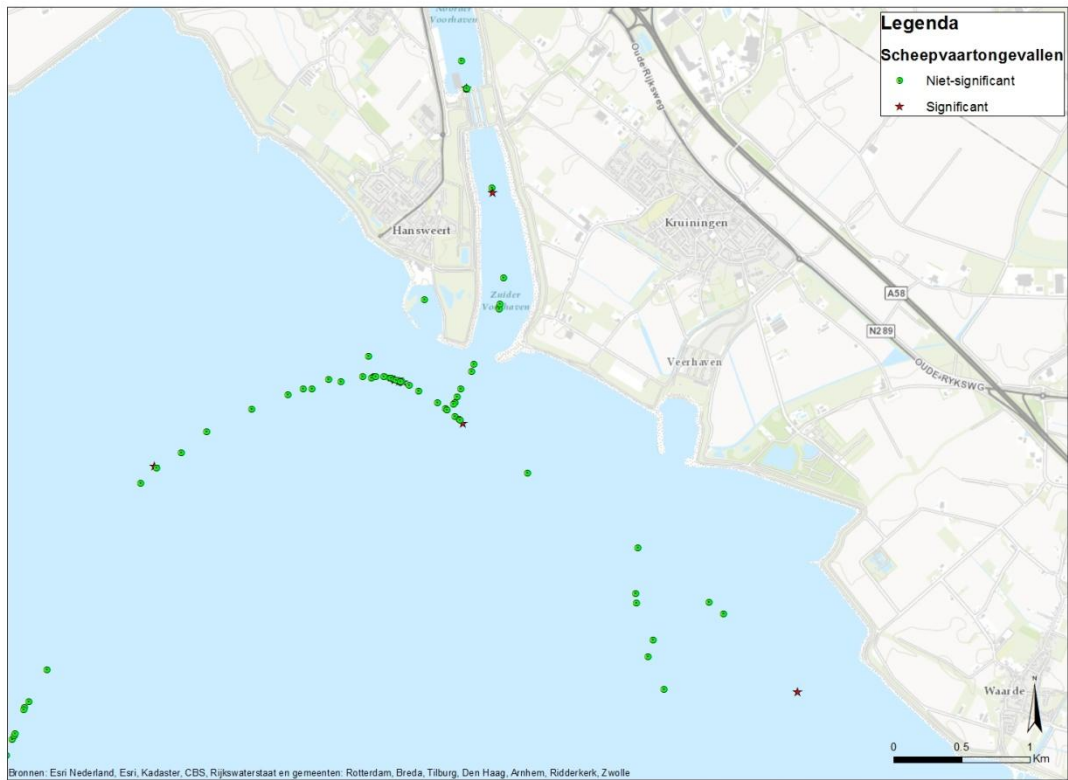 Noorder
Voorhaven
Oude-Rijksweg
Legenda
Scheepvaartongevallen
Niet-significant
Significant
Hansweert
Kruiningen
Zuider
Voorhaven
A58
N289
Veerhaven
OUDE-RYKSWG
Waarde
N
0 0.5 1
Km
Bronnen: Esri Nederland, Esri, Kadaster, CBS, Rijkswaterstaat en gemeenten: Rotterdam, Breda, Tilburg, Den Haag, Arnhem, Ridderkerk, Zwolle